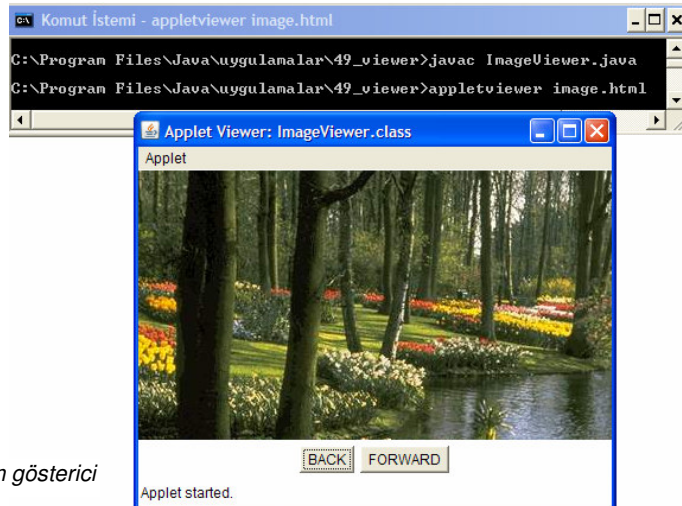 Komut İstemi - appletviewer image.html
C:\Program Files\Java\uygulamalar\49_viewer>javac ImageViewer.java
C:\Program Files\Java\uygulamalar\49_viewer>appletviewer image.html
Applet Viewer: ImageViewer.class
Applet
BACK FORWARD
gösterici
Applet started.